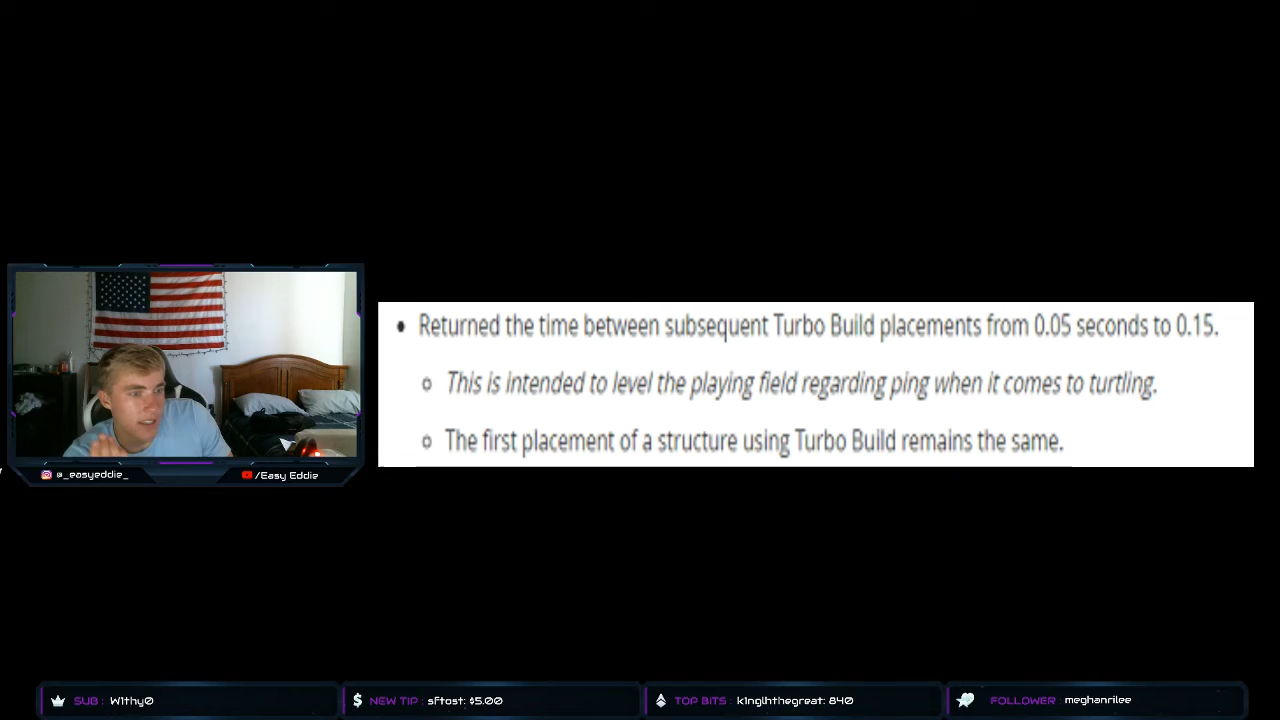 Returned the time between subsequent Turbo Build placements from 0.05 seconds to 0.15.
This is intended to level the playing field regarding ping when it comes to turtling.
The first placement of a structure using Turbo Build remains the same.
@_easyeddie_
/Easy Eddie
SUB : W1thy0
NEW TIP : sftost: $5.00
TOP BITS : k1nglhthegreat: 840
FOLLOWER : meghanrilee